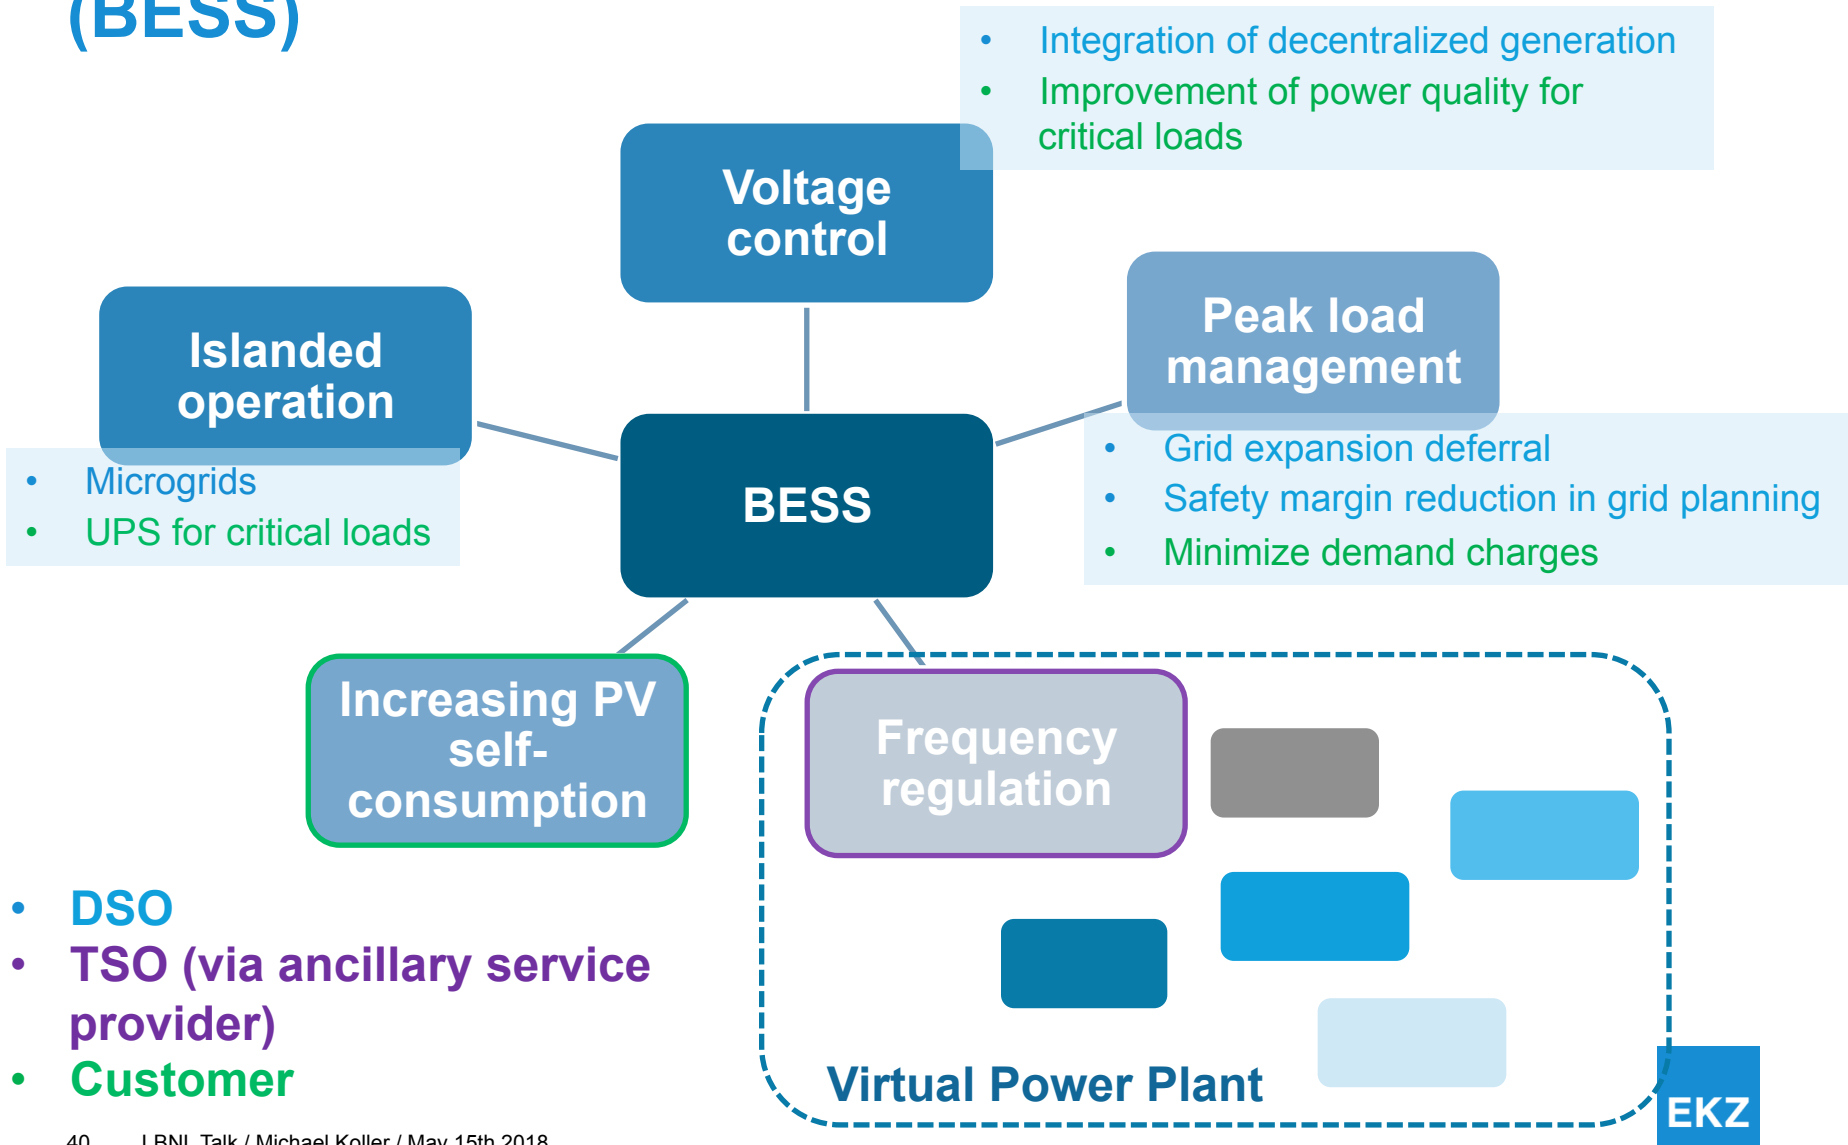 (BESS)
• Integration of decentralized generation
• Improvement of power quality for
critical loads
Voltage
control
Peak load
management
Islanded
operation
• Grid expansion deferral
• Safety margin reduction in grid planning
• Minimize demand charges
• Microgrids
• UPS for critical loads
BESS
Increasing PV
self-
consumption
Frequency
regulation
• DSO
• TSO (via ancillary service
provider)
• Customer
Virtual Power Plant
EKZ
40 LBNL Talk / Michael Koller / May 15th 2018